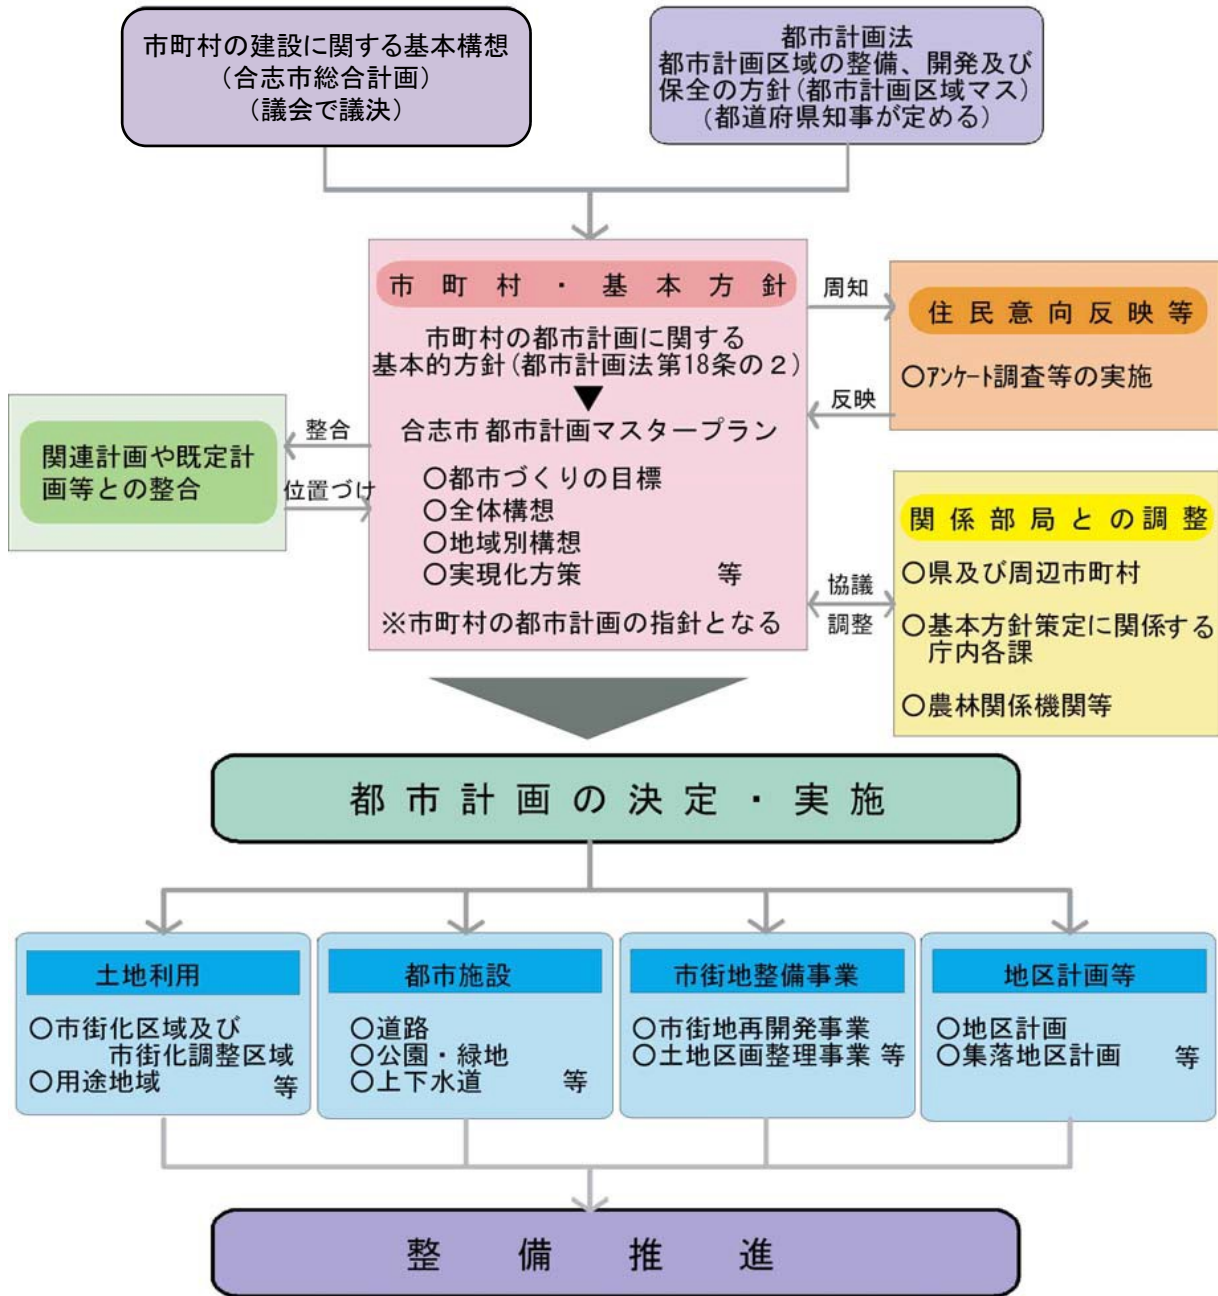 市町村の建設に関する基本構想
(合志市総合計画)
(議会で議決)
都市計画法
都市計画区域の整備、開発及び
保全の方針(都市計画区域マス)
(都道府県知事が定める)
市町村・基本方針
市町村の都市計画に関する
基本的方針(都市計画法第18条の2)
▼
合志市 都市計画マスタープラン
○都市づくりの目標
○全体構想
○地域別構想
○実現化方策 等
※市町村の都市計画の指針となる
周知
反映
住民意向反映等
○アンケート調査等の実施
整合
位置づけ
関連計画や既定計
画等との整合
協議
調整
関係部局との調整
○県及び周辺市町村
○基本方針策定に関係する
庁内各課
○農林関係機関等
都市計画の決定・実施
土地利用
○市街化区域及び
市街化調整区域
○用途地域 等
都市施設
○道路
○公園・緑地
○上下水道 等
市街地整備事業
○市街地再開発事業
○土地区画整理事業 等
地区計画等
○地区計画
○集落地区計画 等
整備推進